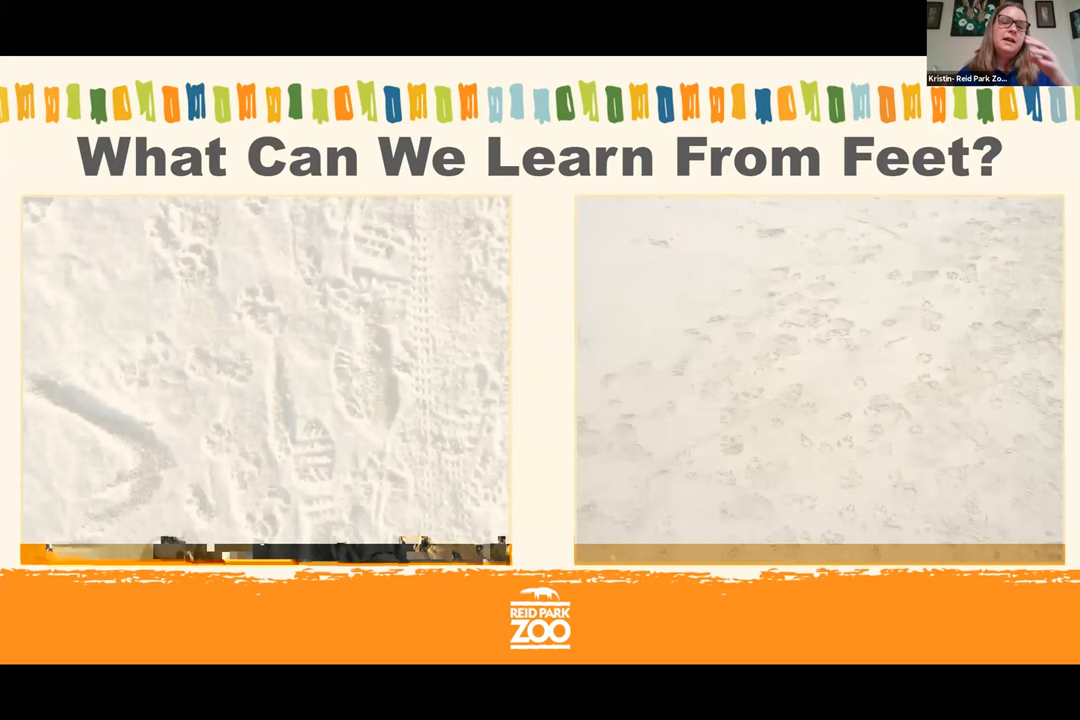 Kristin- Reid Park Zo...
What Can We Learn From Feet?
REID PARK
ZOO